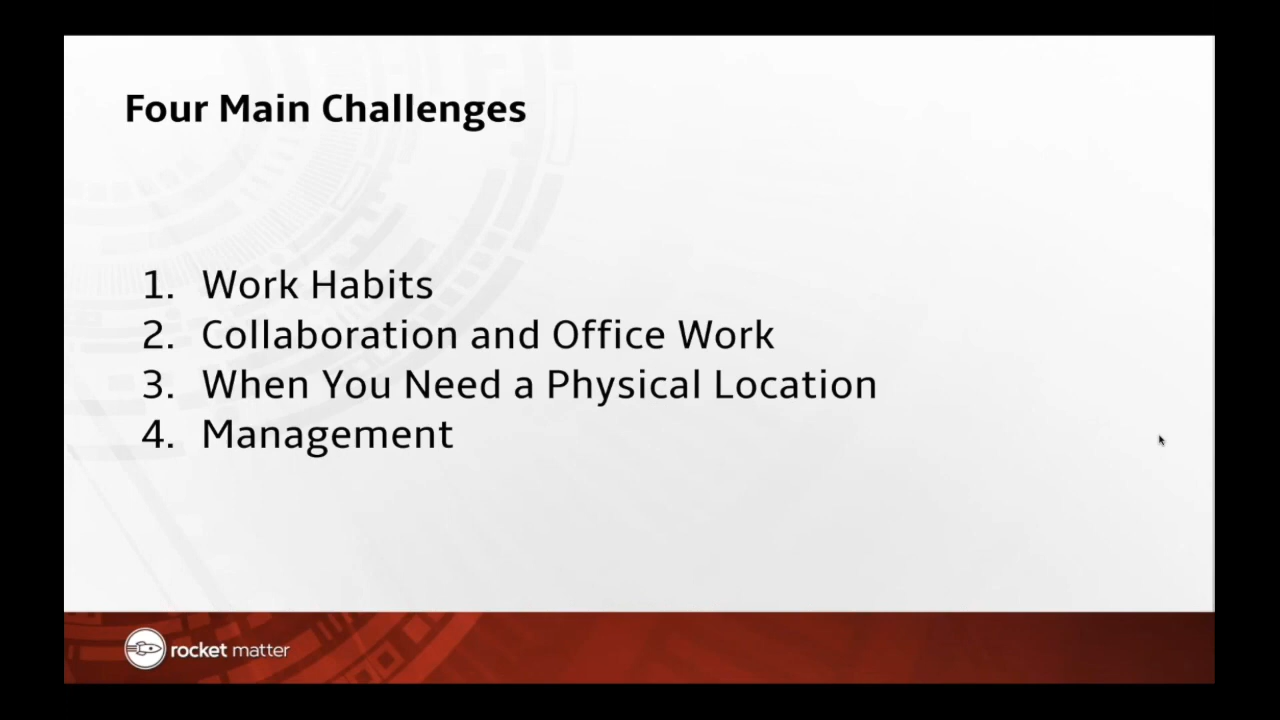 Four Main Challenges
1. Work Habits
2. Collaboration and Office Work
3. When You Need a Physical Location
4. Management
rocket matter